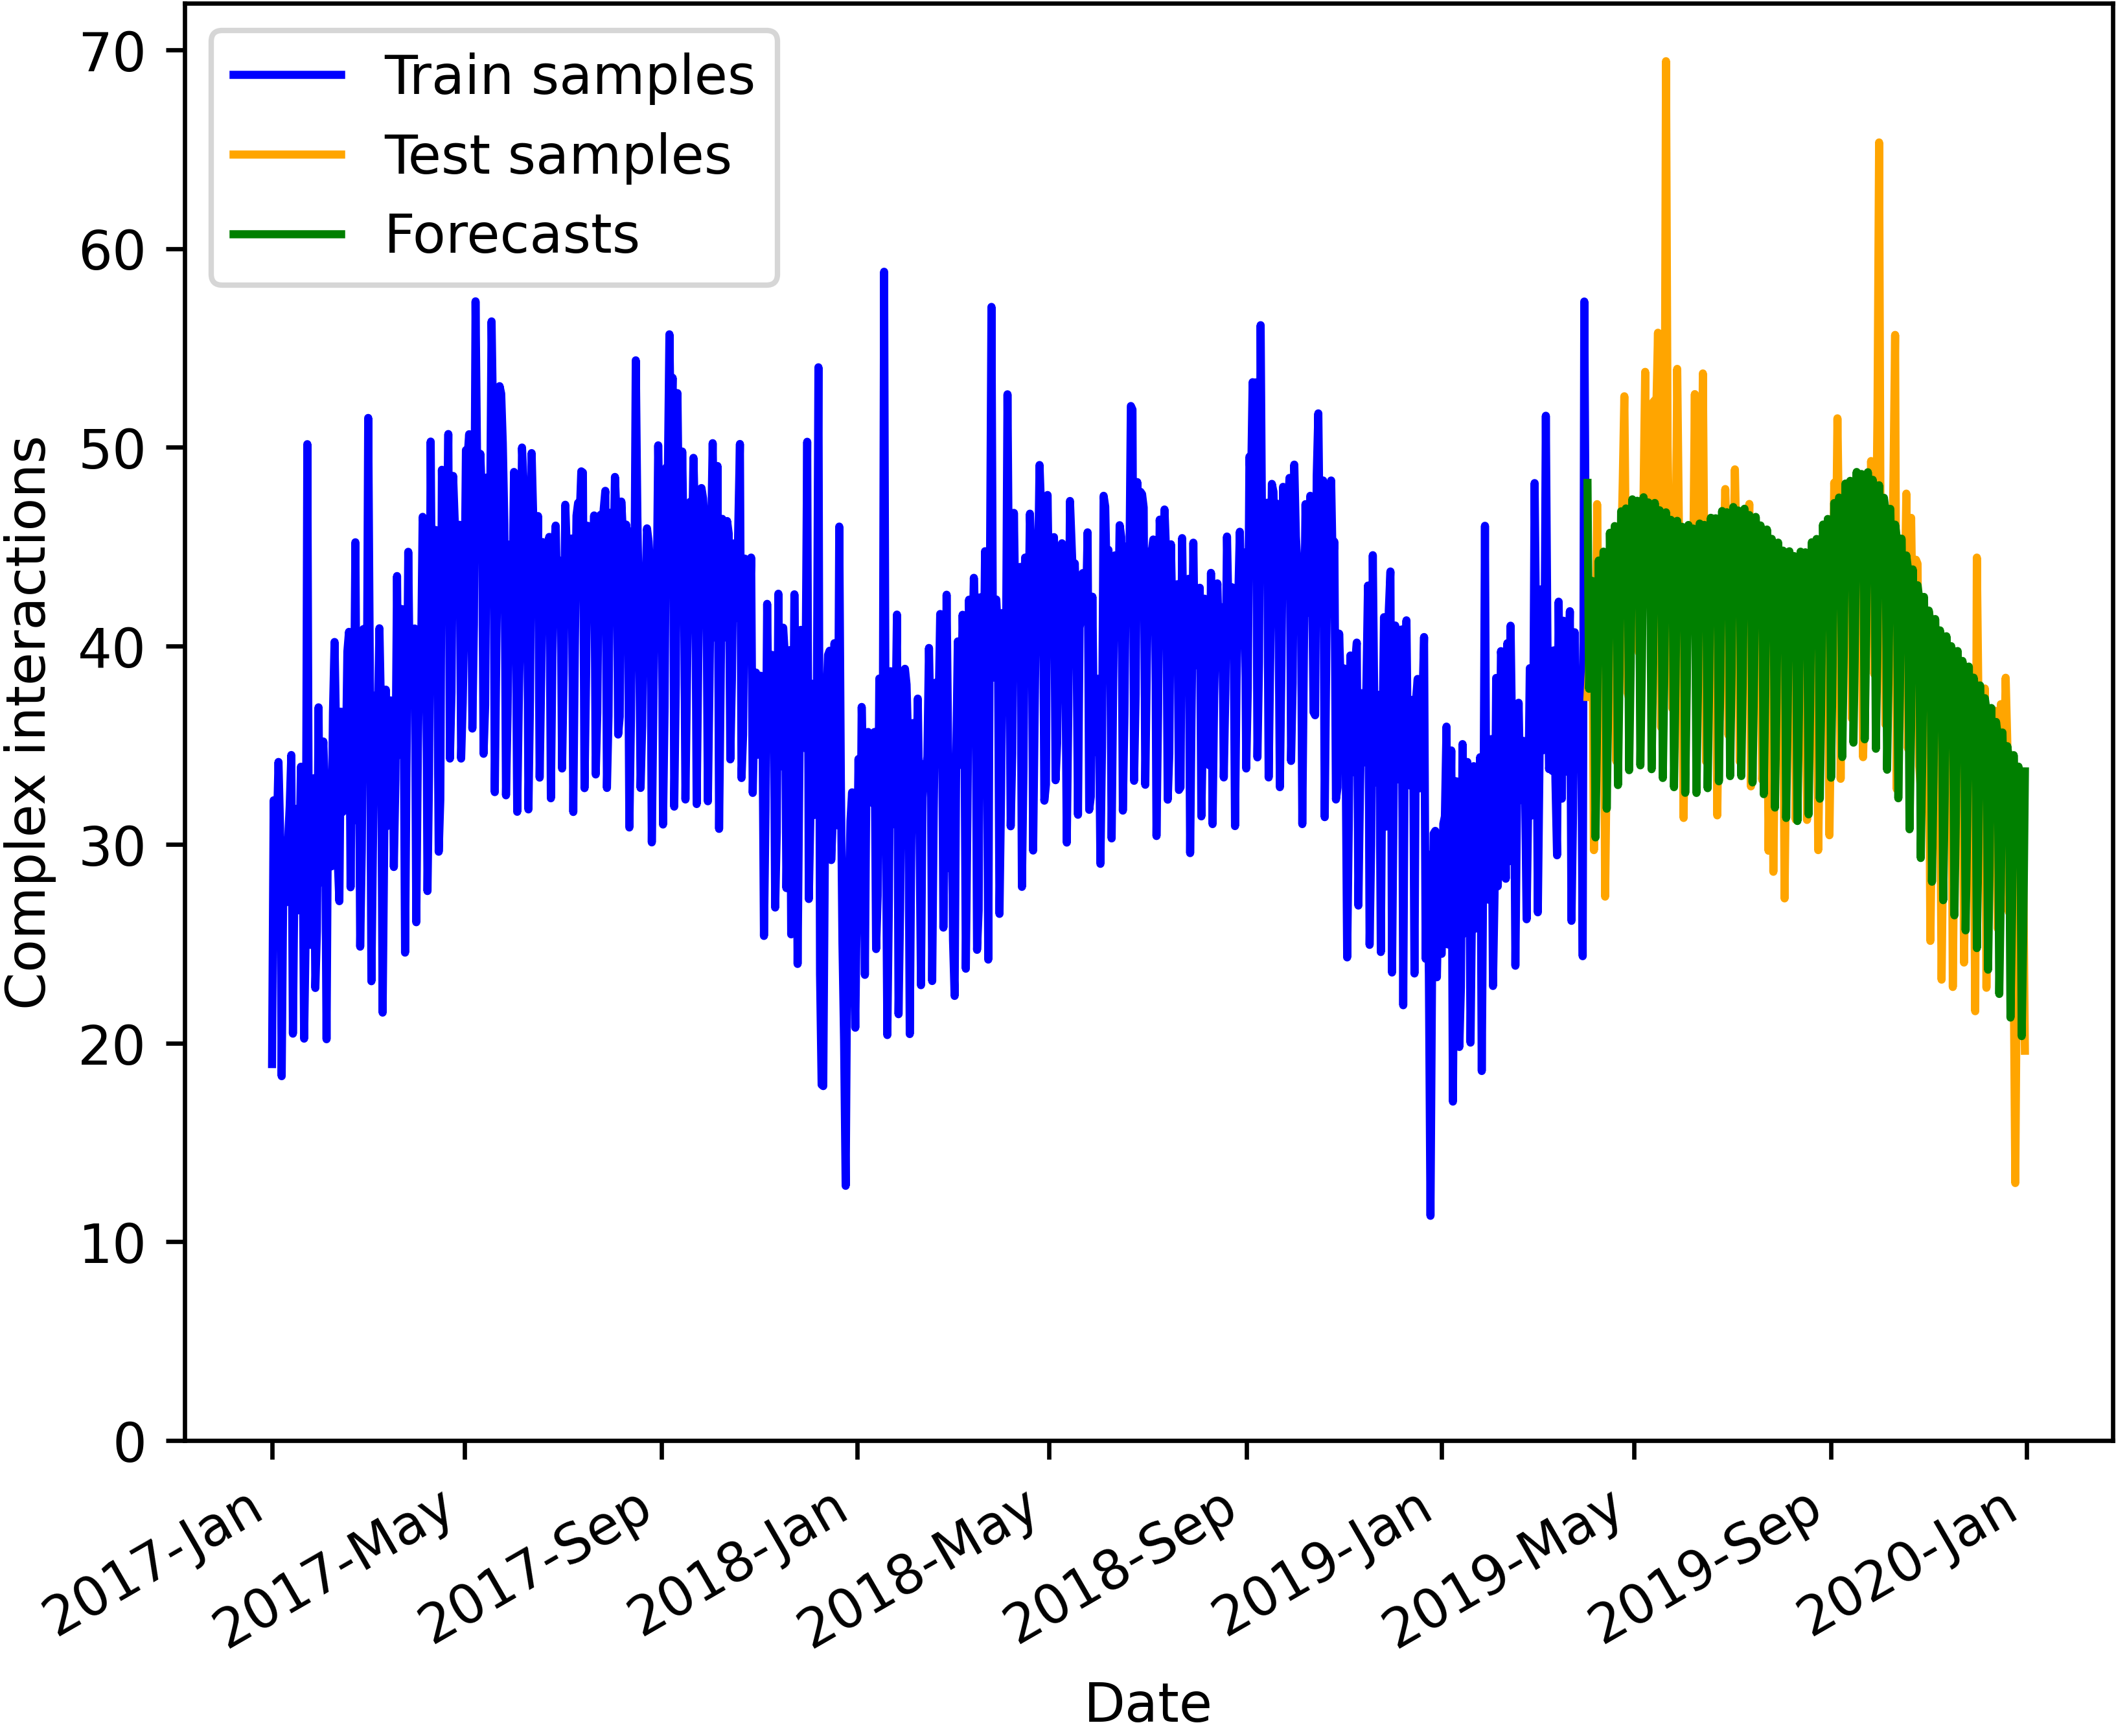 70
60
50
40
30
20
10
0
Complex interactions
Train samples
Test samples
Forecasts
2017-Jan
2017-May
2017-Sep
2018-Jan
2018-May
2018-Sep
2019-Jan
2019-May
2019-Sep
2020-Jan
Date